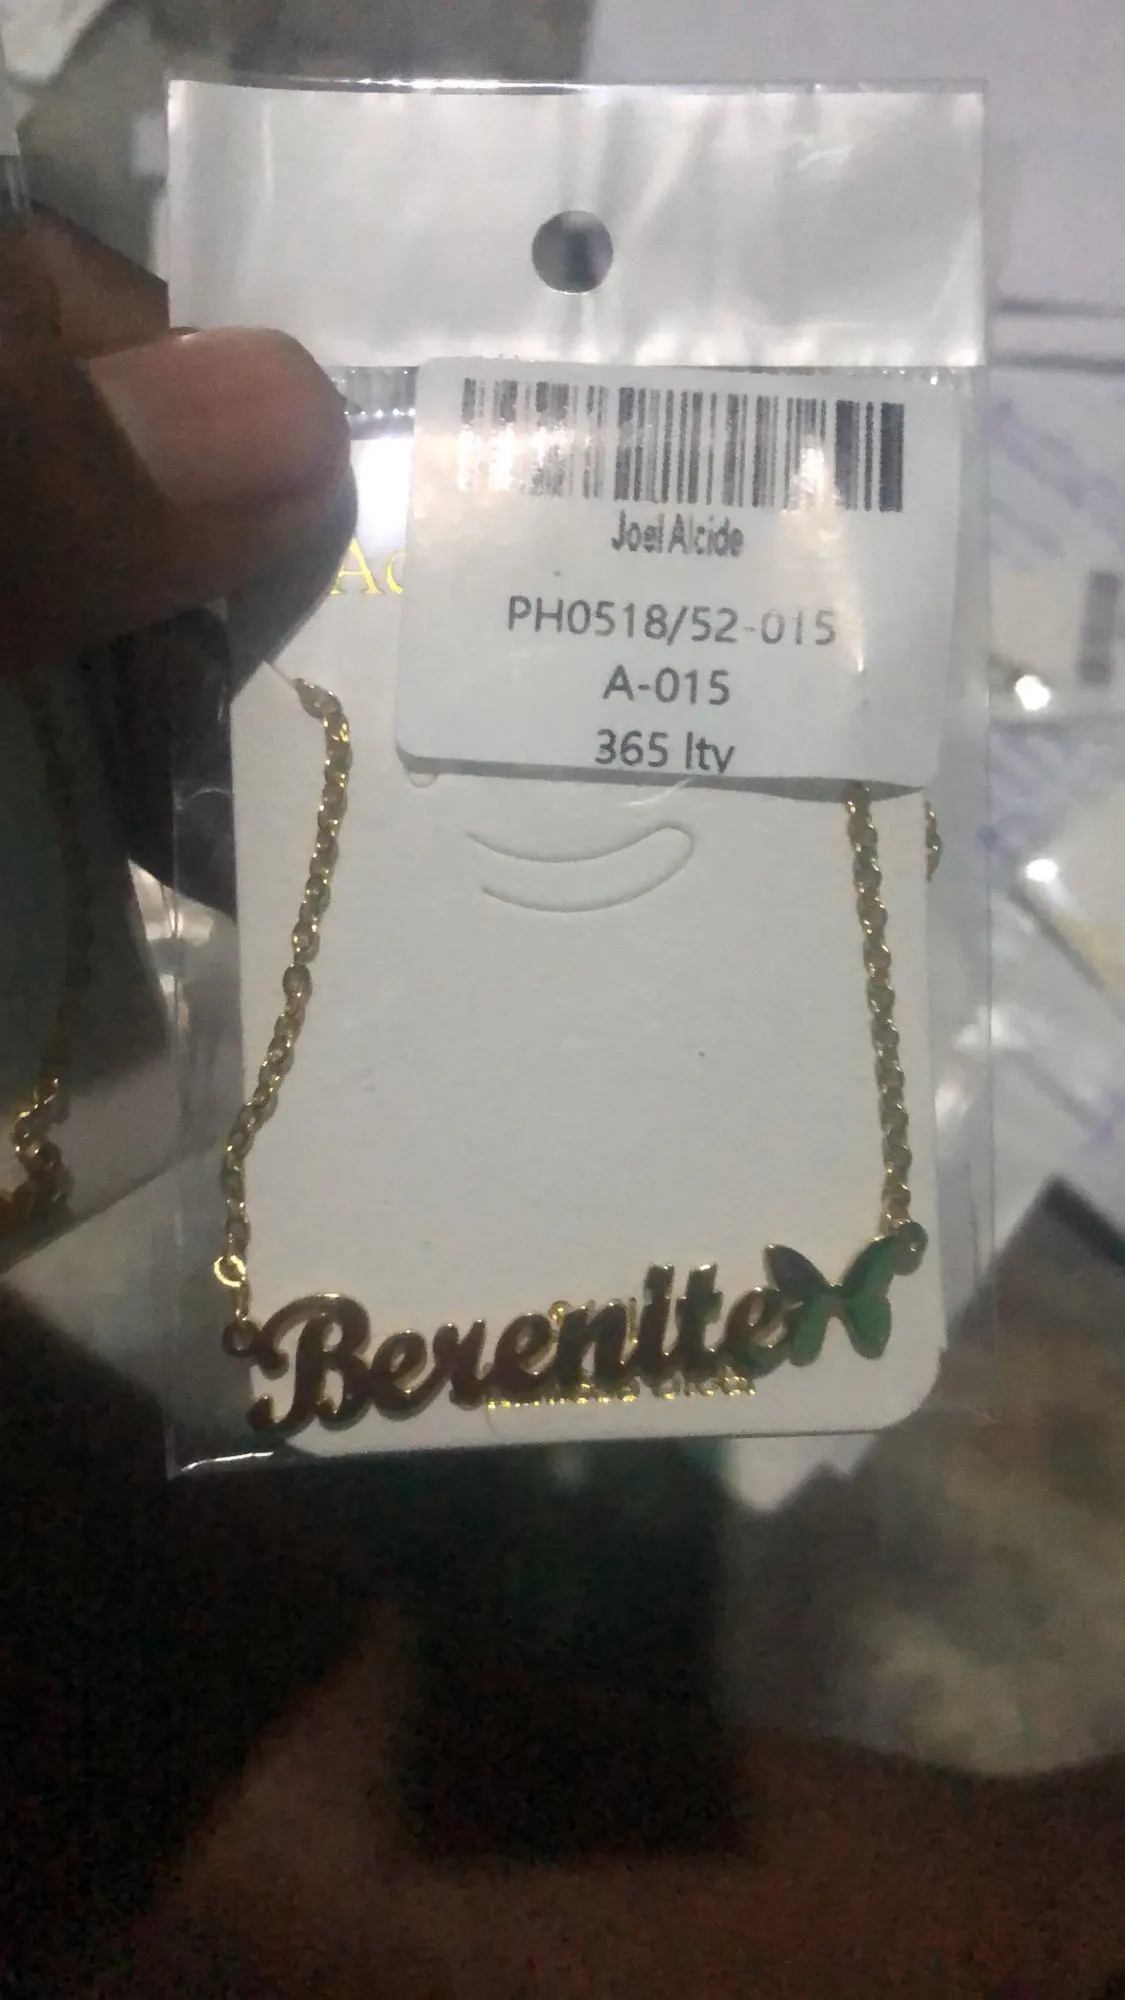 Joel Alcide
PH0518/52-015
A-015
365 ltv
Berenite